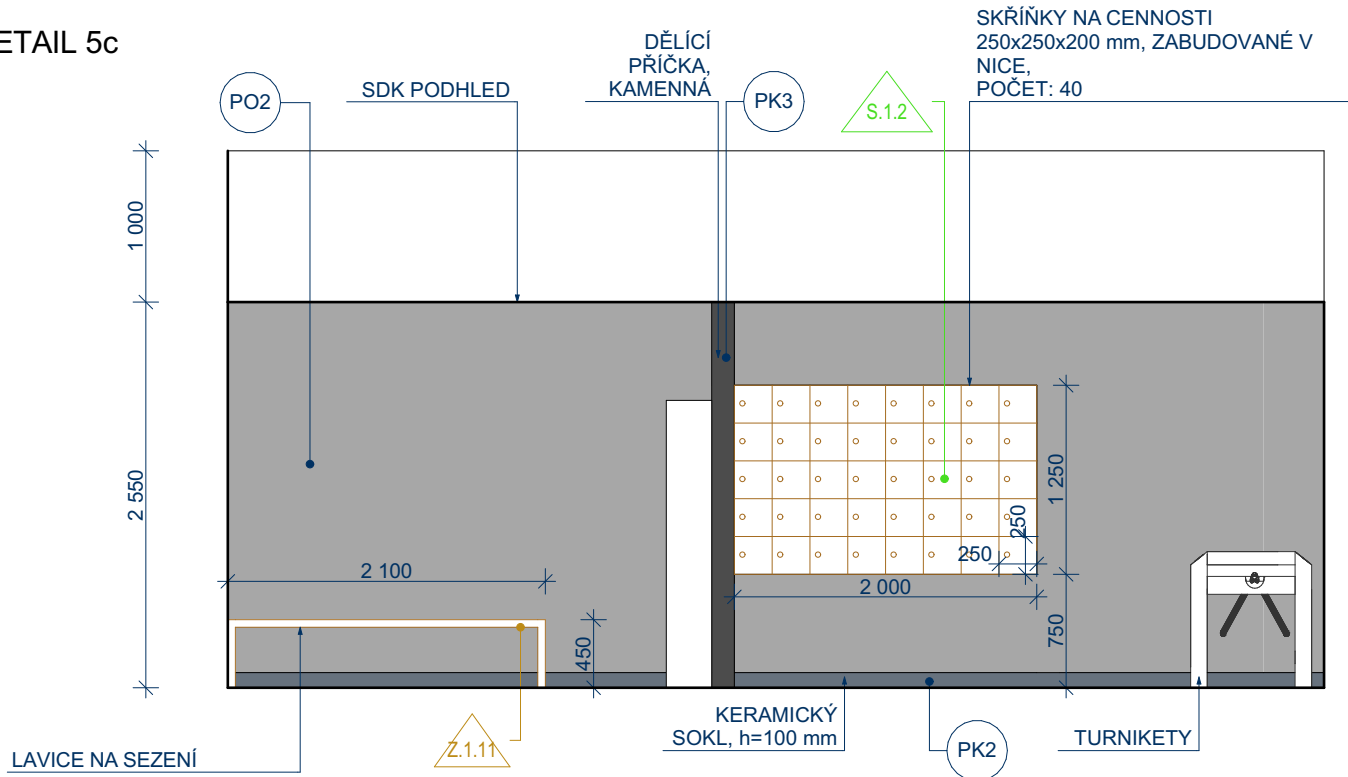 ETAIL 5c
SKŘÍŇKY NA CENNOSTI
250x250x200 mm, ZABUDOVANÉ V
NICE,
POČET: 40
DĚLÍCÍ
PŘÍČKA,
KAMENNÁ
PO2
SDK PODHLED
PK3
S.1.2
1 000
2 550
2 100
450
1 250
250
250
2 000
750
KERAMICKÝ
SOKL, h=100 mm
PK2
TURNIKETY
Z.1.11
LAVICE NA SEZENÍ